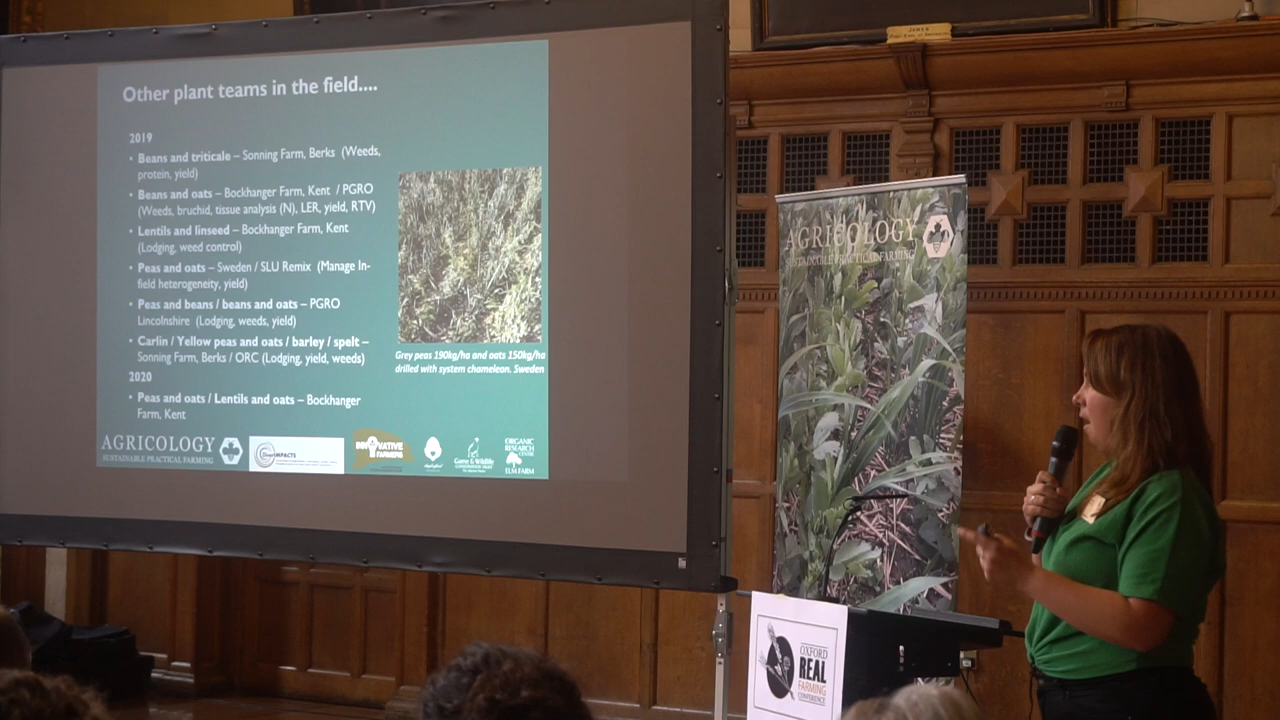 Other plant teams in the field....
2019
• Beans and triticale – Sonning Farm, Berks (Weeds,
protein, yield)
• Beans and oats – Bockhanger Farm, Kent / PGRO
(Weeds, bruchid, tissue analysis (N), LER, yield, RTV)
• Lentils and linseed – Bockhanger Farm, Kent
(Lodging, weed control)
• Peas and oats – Sweden / SLU Remix (Manage In-
field heterogeneity, yield)
• Peas and beans / beans and oats – PGRO
Lincolnshire (Lodging, weeds, yield)
• Carlin / Yellow peas and oats / barley / spelt –
Sonning Farm, Berks / ORC (Lodging, yield, weeds)
2020
• Peas and oats / Lentils and oats – Bockhanger
Farm, Kent
Grey peas 190kg/ha and oats 150kg/ha
drilled with system chameleon. Sweden
AGRICOLOGY
SUSTAINABLE PRACTICAL FARMING
IMPACTS
INNOVATIVE
FARMERS
Game & Wildlife
CONSERVATION TRUST
ORGANIC
RESEARCH
CENTRE
ELM FARM
JAMES
AGRICOLOGY
SUSTAINABLE PRACTICAL FARMING
OXFORD
REAL
FARMING
CONFERENCE